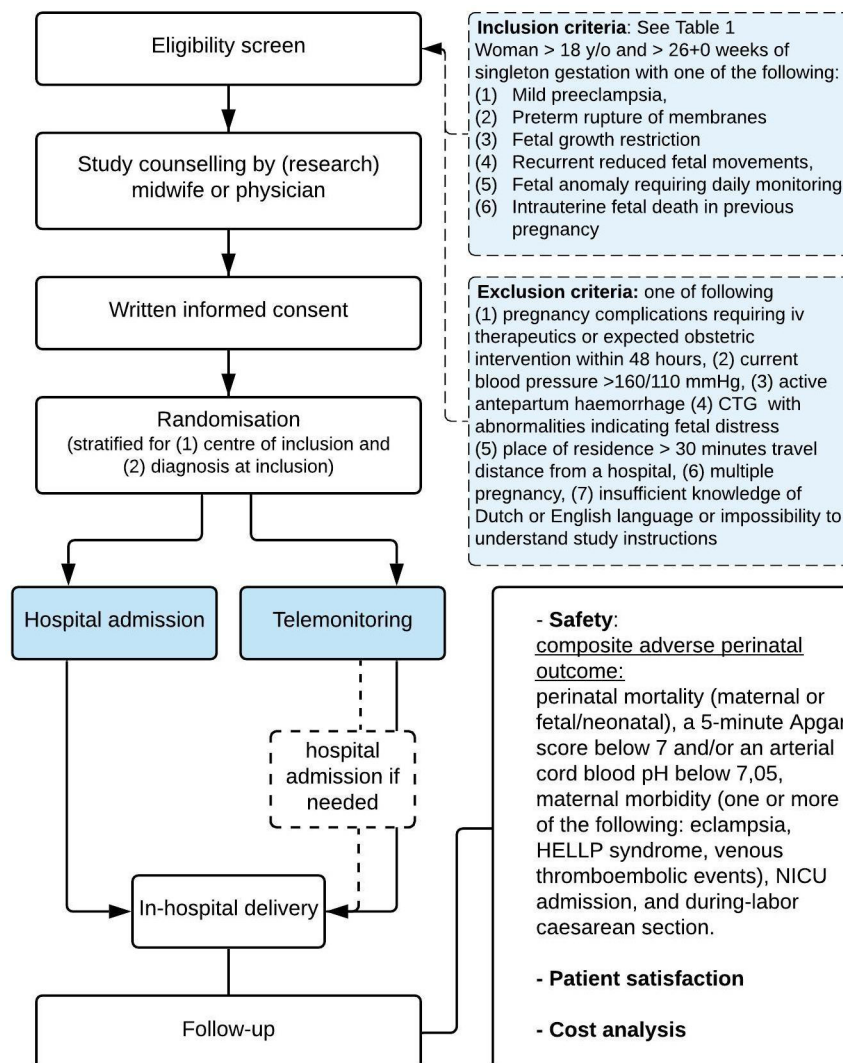 Eligibility screen
Study counselling by (research)
midwife or physician
Written informed consent
Randomisation
(stratified for (1) centre of inclusion and
(2) diagnosis at inclusion)
Inclusion criteria: See Table 1
Woman > 18 y/o and > 26+0 weeks of
singleton gestation with one of the following:
(1) Mild preeclampsia,
(2) Preterm rupture of membranes
(3) Fetal growth restriction
(4) Recurrent reduced fetal movements,
(5) Fetal anomaly requiring daily monitoring
(6) Intrauterine fetal death in previous
pregnancy
Exclusion criteria: one of following
(1) pregnancy complications requiring iv
therapeutics or expected obstetric
intervention within 48 hours, (2) current
blood pressure >160/110 mmHg, (3) active
antepartum haemorrhage (4) CTG with
abnormalities indicating fetal distress
(5) place of residence > 30 minutes travel
distance from a hospital, (6) multiple
pregnancy, (7) insufficient knowledge of
Dutch or English language or impossibility to
understand study instructions
Hospital admission
Telemonitoring
hospital
admission if
needed
In-hospital delivery
Follow-up
- Safety:
composite adverse perinatal
outcome:
perinatal mortality (maternal or
fetal/neonatal), a 5-minute Apgar
score below 7 and/or an arterial
cord blood pH below 7,05,
maternal morbidity (one or more
of the following: eclampsia,
HELLP syndrome, venous
thromboembolic events), NICU
admission, and during-labor
caesarean section.
- Patient satisfaction
- Cost analysis